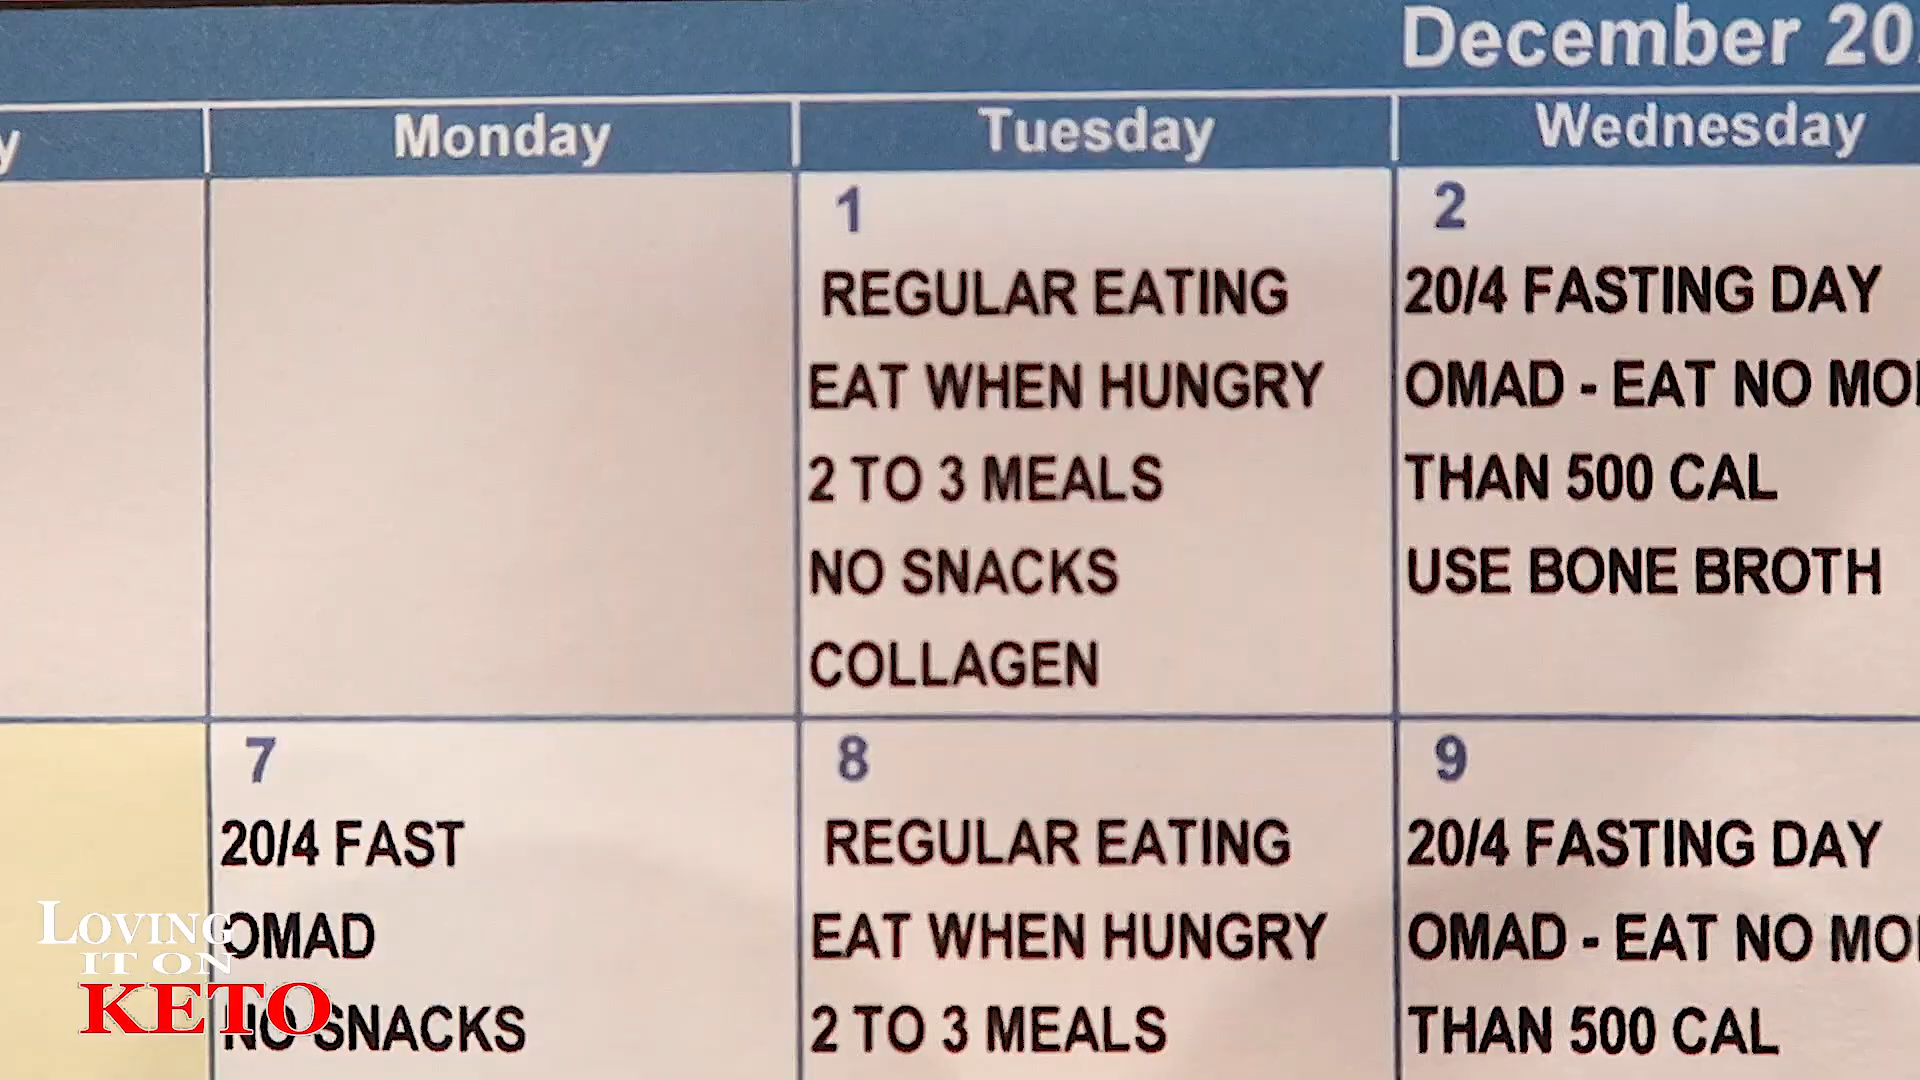 December 20
Monday
Tuesday
Wednesday
1
REGULAR EATING
EAT WHEN HUNGRY
2 TO 3 MEALS
NO SNACKS
COLLAGEN
2
20/4 FASTING DAY
OMAD - EAT NO
THAN 500 CAL
USE BONE BROTH
7
20/4 FAST
OMAD
NO SNACKS
8
REGULAR EATING
EAT WHEN HUNGRY
2 TO 3 MEALS
9
20/4 FASTING DAY
OMAD - EAT NO
THAN 500 CAL
LOVING
IT ON
KETO